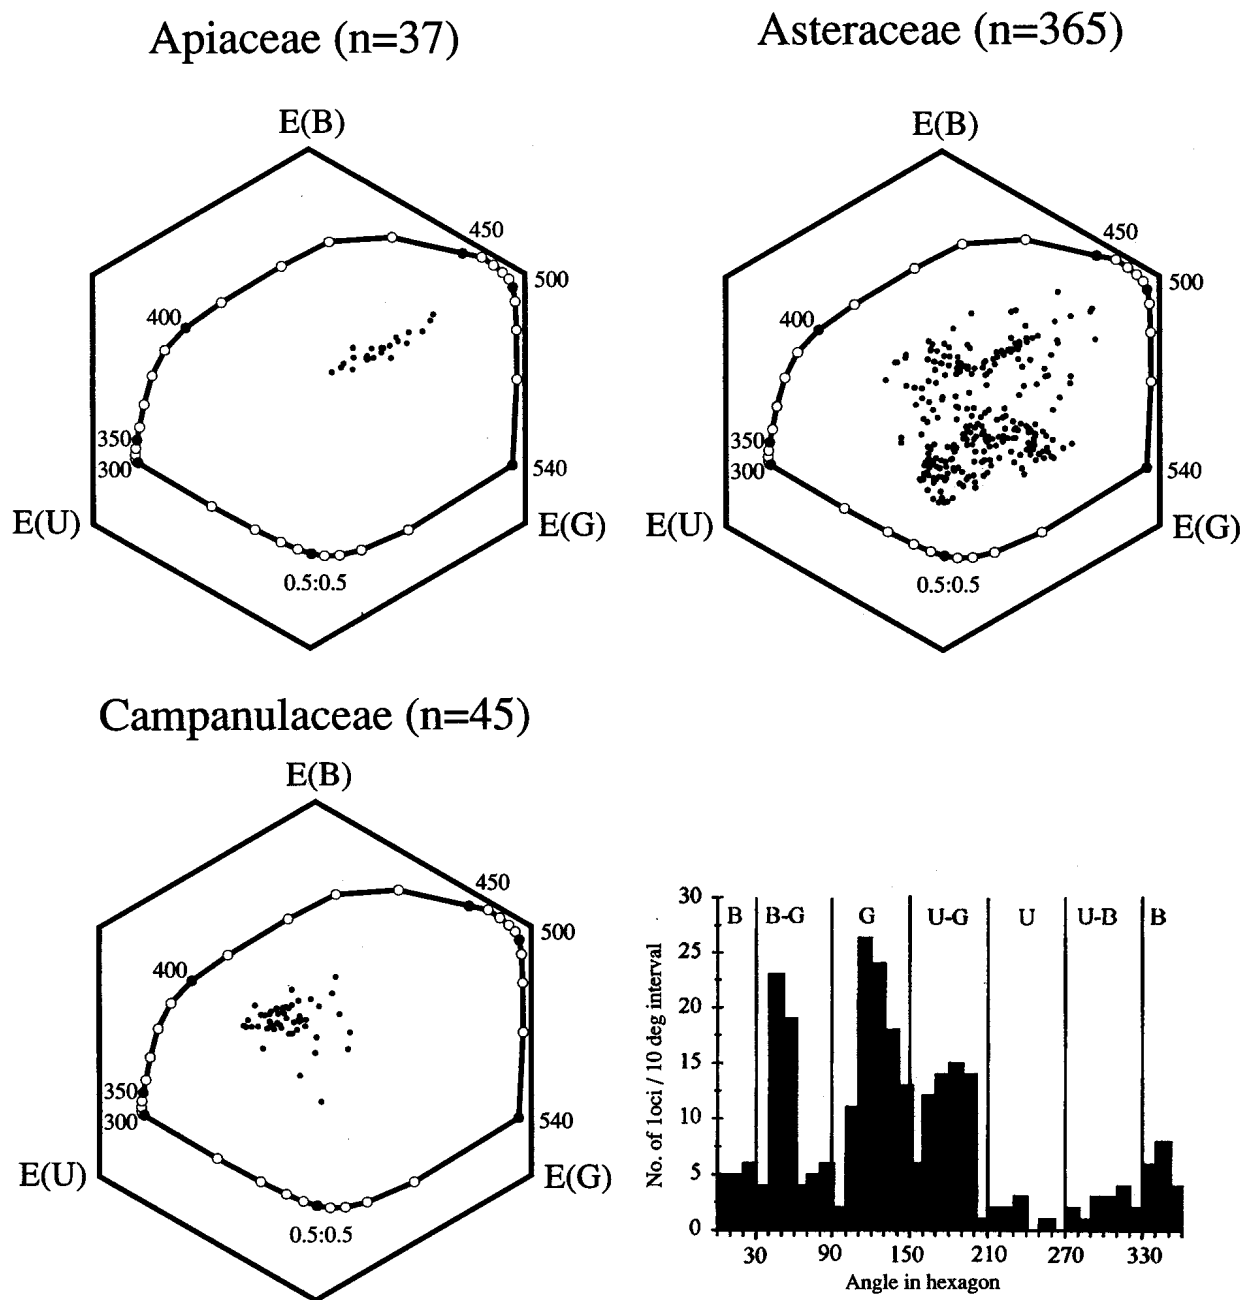 Apiaceae (n=37)
Asteraceae (n=365)
E(B)
450
500
400
350
300
540
E(U)
E(G)
0.5:0.5
E(B)
450
500
400
350
300
540
E(U)
E(G)
0.5:0.5
Campanulaceae (n=45)
E(B)
450
500
400
350
300
540
E(U)
E(G)
0.5:0.5
No. of loci / 10 deg interval
30
25
20
15
10
5
0
B
B-G
G
U-G
U
U-B
B
30
90
150
210
270
330
Angle in hexagon